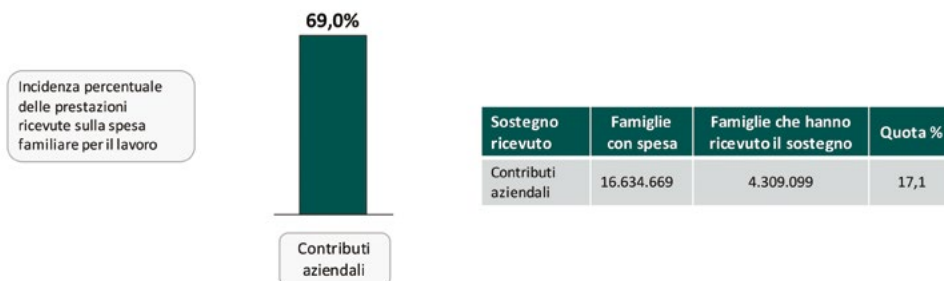 69,0%
Incidenza percentuale
delle prestazioni
ricevute sulla spesa
familiare per il lavoro
Contributi
aziendali
Sostegno ricevuto | Famiglie con spesa | Famiglie che hanno ricevuto il sostegno | Quota %
Contributi aziendali | 16.634.669 | 4.309.099 | 17,1